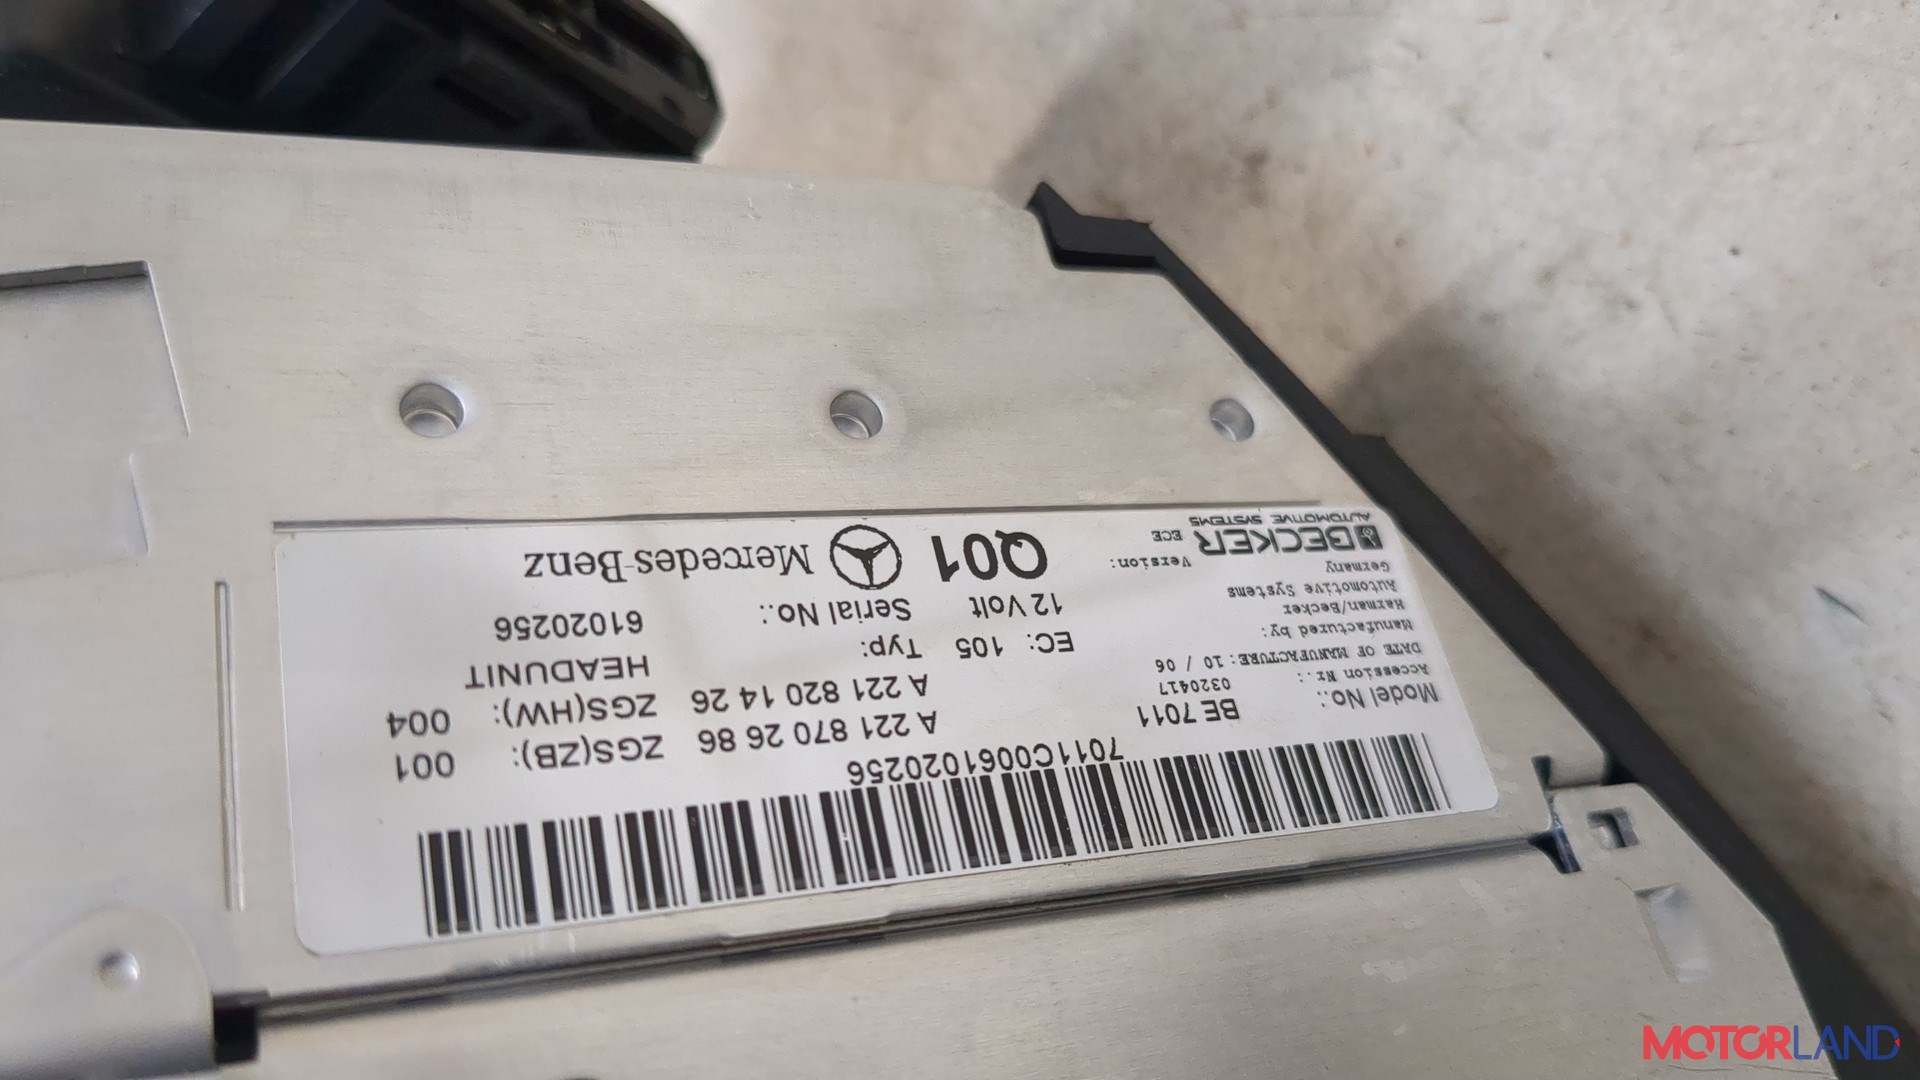 7011C0061020256
Model No.: BE 7011 A 221 870 26 86 ZGS(ZB): 001
Accession Nr.: 0320417 A 221 820 14 26 ZGS(HW): 004
DATE OF MANUFACTURE: 10 / 06
EC: 105 Typ: HEADUNIT
Manufactured by:
Harman/Becker
Automotive Systems
Germany
12 Volt Serial No.: 61020256
BECKER
AUTOMOTIVE SYSTEMS
ECE Version: Q01 Mercedes-Benz
MOTORLAND